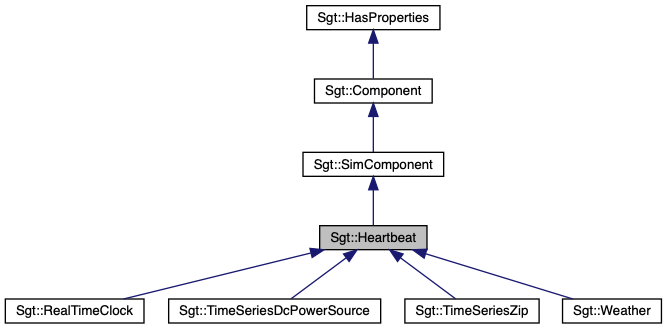 Sgt::HasProperties
Sgt::Component
Sgt::SimComponent
Sgt::Heartbeat
Sgt::RealTimeClock
Sgt::TimeSeriesDcPowerSource
Sgt::TimeSeriesZip
Sgt::Weather